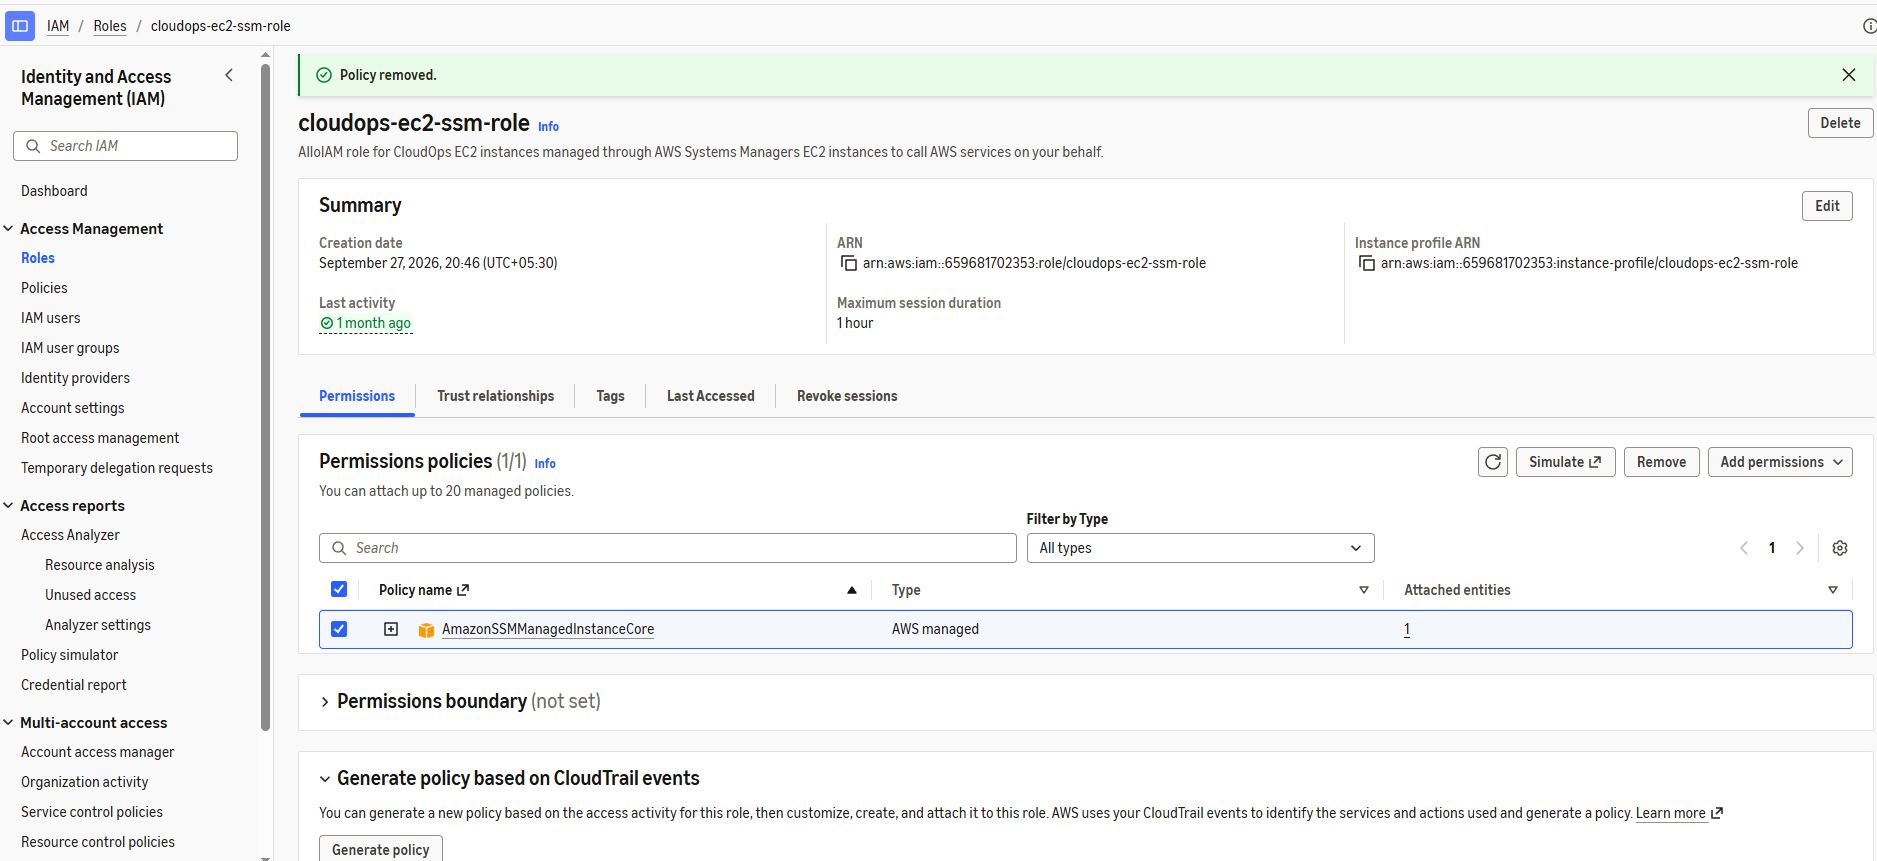 IAM / Roles / cloudops-ec2-ssm-role
Identity and Access
Management (IAM)
Search IAM
Dashboard
Access Management
Roles
Policies
IAM users
IAM user groups
Identity providers
Account settings
Root access management
Temporary delegation requests
Access reports
Access Analyzer
Resource analysis
Unused access
Analyzer settings
Policy simulator
Credential report
Multi-account access
Account access manager
Organization activity
Service control policies
Resource control policies
Policy removed.
cloudops-ec2-ssm-role Info
Delete
AlloIAM role for CloudOps EC2 instances managed through AWS Systems Managers EC2 instances to call AWS services on your behalf.
Summary
Edit
Creation date
September 27, 2026, 20:46 (UTC+05:30)
Last activity
1 month ago
ARN
arn:aws:iam::659681702353:role/cloudops-ec2-ssm-role
Maximum session duration
1 hour
Instance profile ARN
arn:aws:iam::659681702353:instance-profile/cloudops-ec2-ssm-role
Permissions Trust relationships Tags Last Accessed Revoke sessions
Permissions policies (1/1) Info
Simulate Remove Add permissions
You can attach up to 20 managed policies.
Filter by Type
Search
All types
1
Policy name Type Attached entities
AmazonSSMManagedInstanceCore AWS managed 1
Permissions boundary (not set)
Generate policy based on CloudTrail events
You can generate a new policy based on the access activity for this role, then customize, create, and attach it to this role. AWS uses your CloudTrail events to identify the services and actions used and generate a policy. Learn more
Generate policy